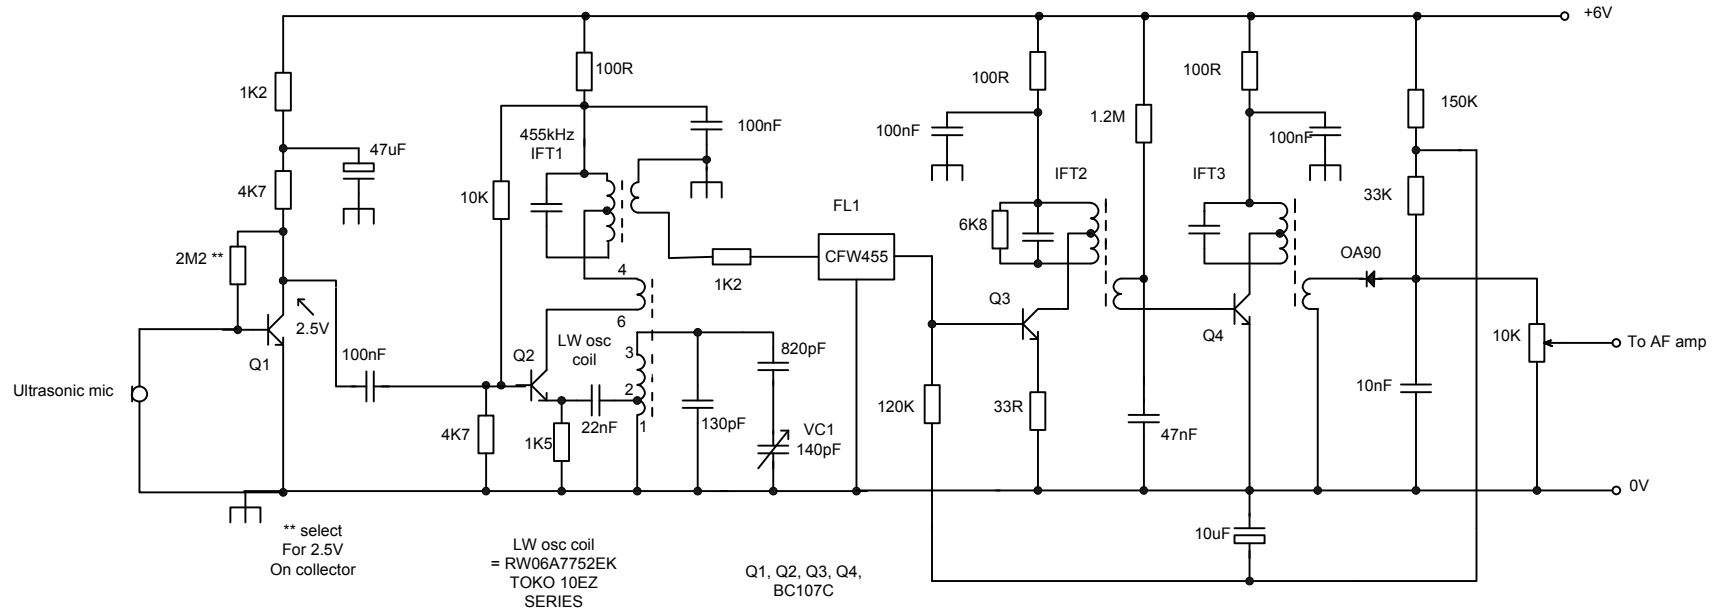 +6V
1K2
100R
100R
100R
150K
47uF
455kHz
IFT1
100nF
100nF
1.2M
100nF
4K7
10K
IFT2
IFT3
33K
FL1
6K8
2M2 **
CFW455
OA90
4
1K2
2.5V
6
Q3
Q4
Q1
100nF
Q2
LW osc
coil
3
820pF
10K
To AF amp
Ultrasonic mic
2
10nF
120K
33R
22nF
1
130pF
VC1
140pF
4K7
1K5
47nF
0V
** select
For 2.5V
On collector
10uF
LW osc coil
= RW06A7752EK
TOKO 10EZ
SERIES
Q1, Q2, Q3, Q4,
BC107C